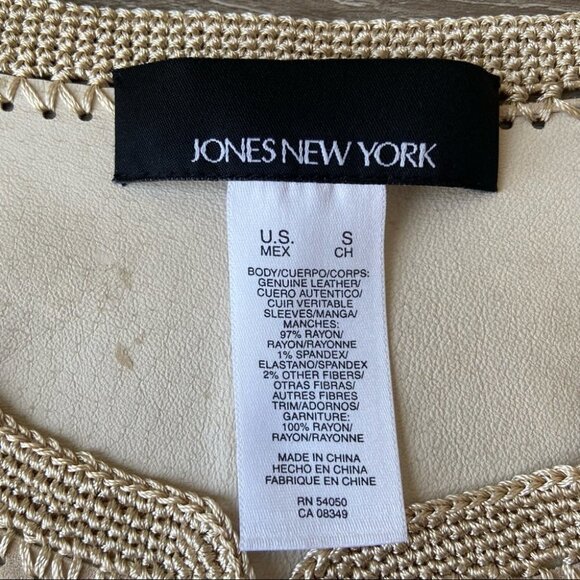 JONES NEW YORK
U.S. S
MEX CH
BODY/CUERPO/CORPS:
GENUINE LEATHER/
CUERO AUTENTICO/
CUIR VERITABLE
SLEEVES/MANGA/
MANCHES:
97% RAYON/
RAYON/RAYONNE
1% SPANDEX/
ELASTANO/SPANDEX
2% OTHER FIBERS/
OTRAS FIBRAS/
AUTRES FIBRES
TRIM/ADORNOS/
GARNITURE:
100% RAYON/
RAYON/RAYONNE
MADE IN CHINA
HECHO EN CHINA
FABRIQUE EN CHINE
RN 54050
CA 08349